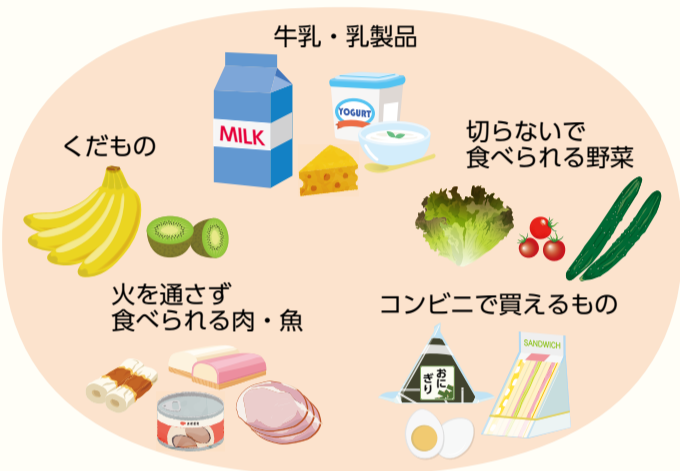 牛乳・乳製品
MILK
YOGURT
くだもの
切らないで
食べられる野菜
火を通さず
食べられる肉・魚
コンビニで買えるもの
おに
ぎり
SANDWICH